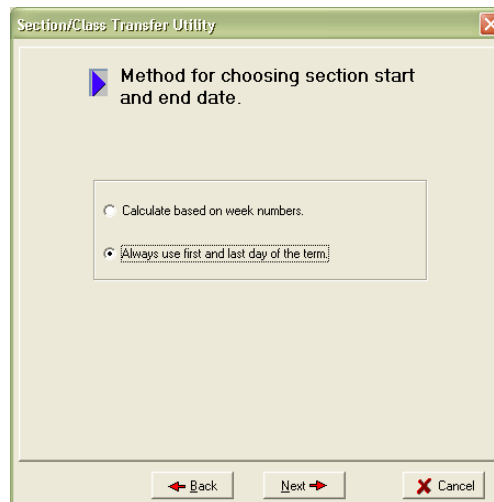 Section/Class Transfer Utility
Method for choosing section start
and end date.
Calculate based on week numbers.
Always use first and last day of the term.
Back
Next
Cancel